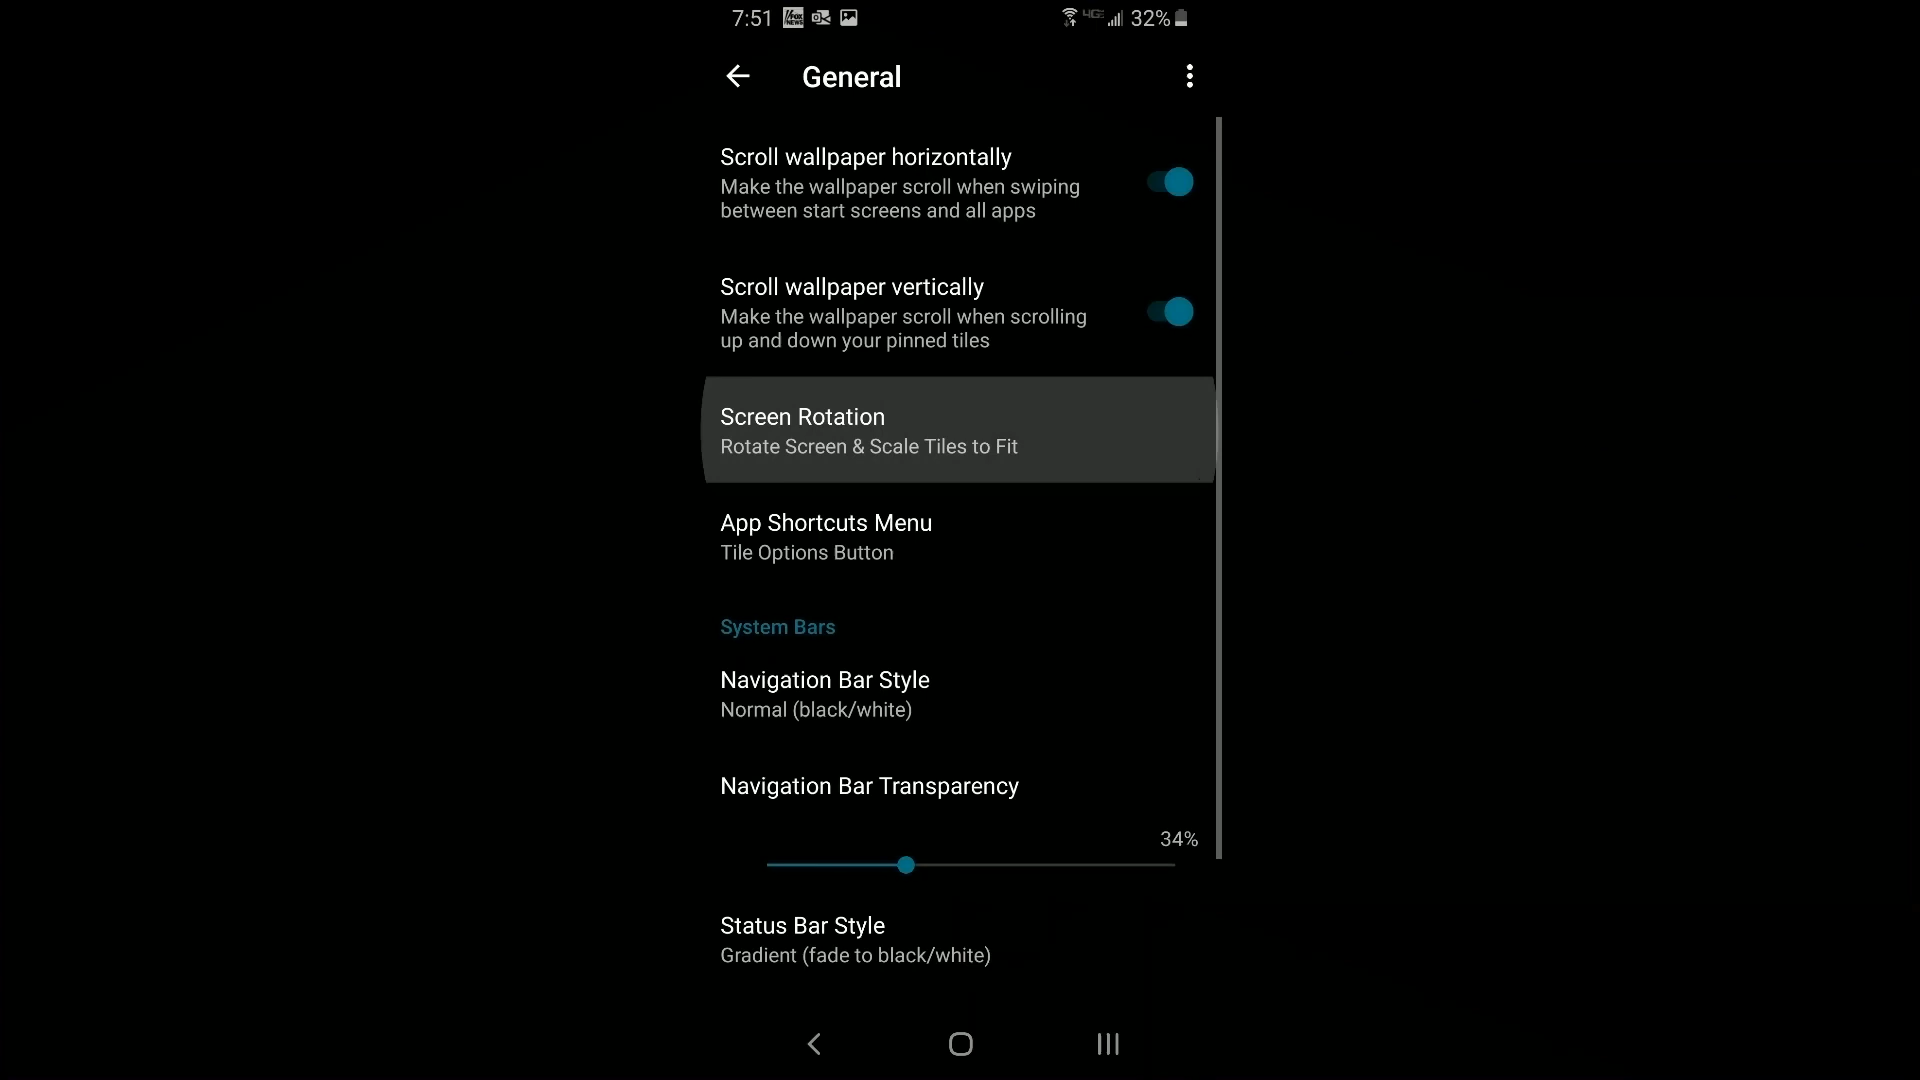 7:51 FOX NEWS 4GE 32%
General
Scroll wallpaper horizontally
Make the wallpaper scroll when swiping
between start screens and all apps
Scroll wallpaper vertically
Make the wallpaper scroll when scrolling
up and down your pinned tiles
Screen Rotation
Rotate Screen & Scale Tiles to Fit
App Shortcuts Menu
Tile Options Button
System Bars
Navigation Bar Style
Normal (black/white)
Navigation Bar Transparency
34%
Status Bar Style
Gradient (fade to black/white)